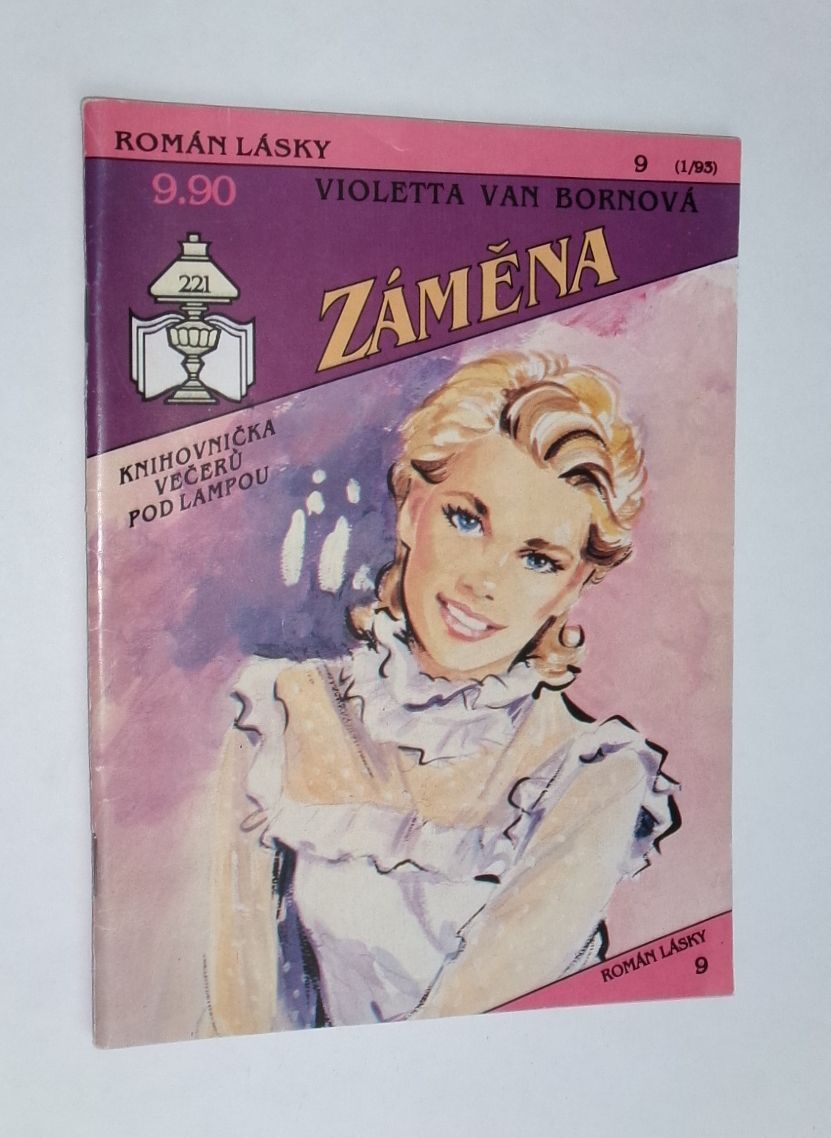 ROMÁN LÁSKY
9 (1/93)
9.90
VIOLETTA VAN BORNOVÁ
221
ZÁMĚNA
KNIHOVNIČKA
VEČERŮ
POD LAMPOU
ROMÁN LÁSKY
9